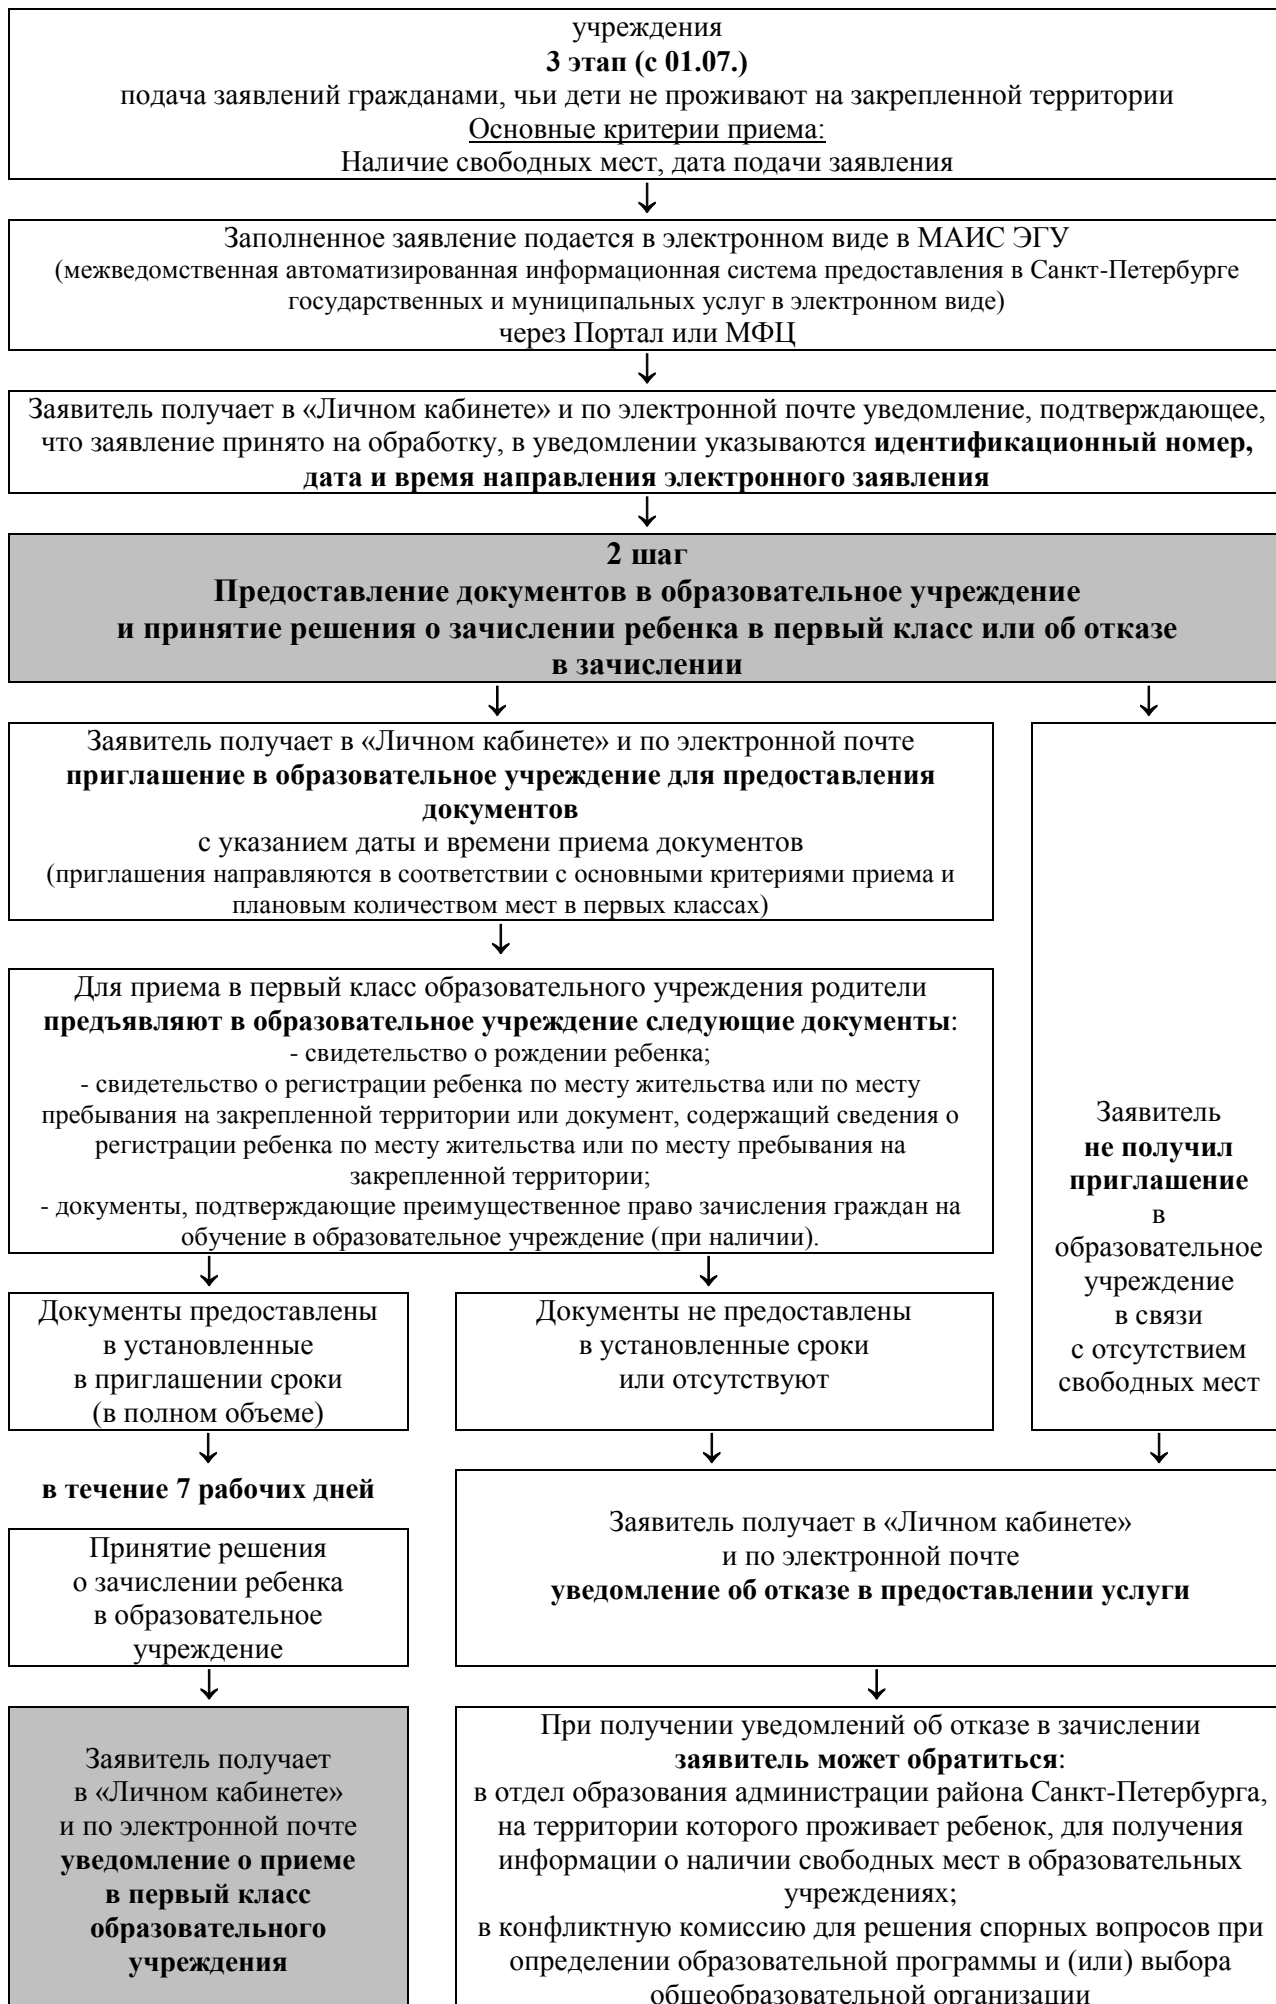 учреждения
3 этап (с 01.07.)
подача заявлений гражданами, чьи дети не проживают на закрепленной территории
Основные критерии приема:
Наличие свободных мест, дата подачи заявления
↓
Заполненное заявление подается в электронном виде в МАИС ЭГУ
(межведомственная автоматизированная информационная система предоставления в Санкт-Петербурге
государственных и муниципальных услуг в электронном виде)
через Портал или МФЦ
↓
Заявитель получает в «Личном кабинете» и по электронной почте уведомление, подтверждающее,
что заявление принято на обработку, в уведомлении указываются идентификационный номер,
дата и время направления электронного заявления
↓
2 шаг
Предоставление документов в образовательное учреждение
и принятие решения о зачислении ребенка в первый класс или об отказе
в зачислении
↓ ↓
Заявитель получает в «Личном кабинете» и по электронной почте
приглашение в образовательное учреждение для предоставления
документов
с указанием даты и времени приема документов
(приглашения направляются в соответствии с основными критериями приема и
плановым количеством мест в первых классах)
↓
Для приема в первый класс образовательного учреждения родители
предъявляют в образовательное учреждение следующие документы:
- свидетельство о рождении ребенка;
- свидетельство о регистрации ребенка по месту жительства или по месту
пребывания на закрепленной территории или документ, содержащий сведения о
регистрации ребенка по месту жительства или по месту пребывания на
закрепленной территории;
- документы, подтверждающие преимущественное право зачисления граждан на
обучение в образовательное учреждение (при наличии).
Заявитель
не получил
приглашение
в
образовательное
учреждение
в связи
с отсутствием
свободных мест
↓ ↓
Документы предоставлены
в установленные
в приглашении сроки
(в полном объеме)
Документы не предоставлены
в установленные сроки
или отсутствуют
↓ ↓ ↓
в течение 7 рабочих дней
Принятие решения
о зачислении ребенка
в образовательное
учреждение
Заявитель получает в «Личном кабинете»
и по электронной почте
уведомление об отказе в предоставлении услуги
↓ ↓
Заявитель получает
в «Личном кабинете»
и по электронной почте
уведомление о приеме
в первый класс
образовательного
учреждения
При получении уведомлений об отказе в зачислении
заявитель может обратиться:
в отдел образования администрации района Санкт-Петербурга,
на территории которого проживает ребенок, для получения
информации о наличии свободных мест в образовательных
учреждениях;
в конфликтную комиссию для решения спорных вопросов при
определении образовательной программы и (или) выбора
общеобразовательной организации